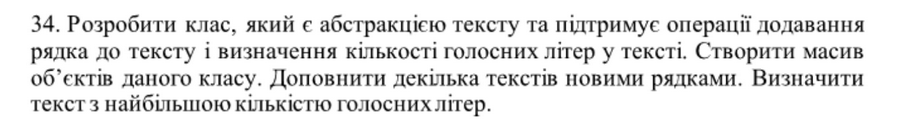 34. Розробити клас, який є абстракцією тексту та підтримує операції додавання
рядка до тексту і визначення кількості голосних літер у тексті. Створити масив
об’єктів даного класу. Доповнити декілька текстів новими рядками. Визначити
текст з найбільшою кількістю голосних літер.